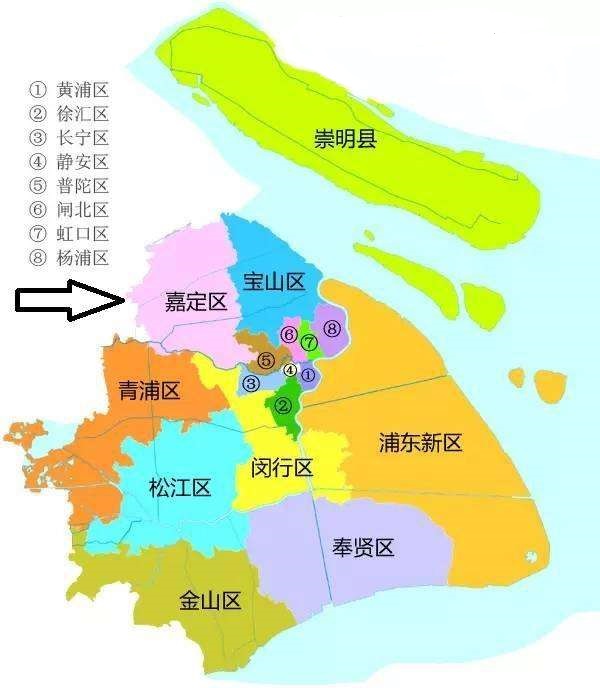 ① 黄浦区
② 徐汇区
③ 长宁区
④ 静安区
⑤ 普陀区
⑥ 闸北区
⑦ 虹口区
⑧ 杨浦区
崇明县
宝山区
嘉定区
⑧
⑥
⑦
⑤
④
①
③
青浦区
②
浦东新区
闵行区
松江区
奉贤区
金山区